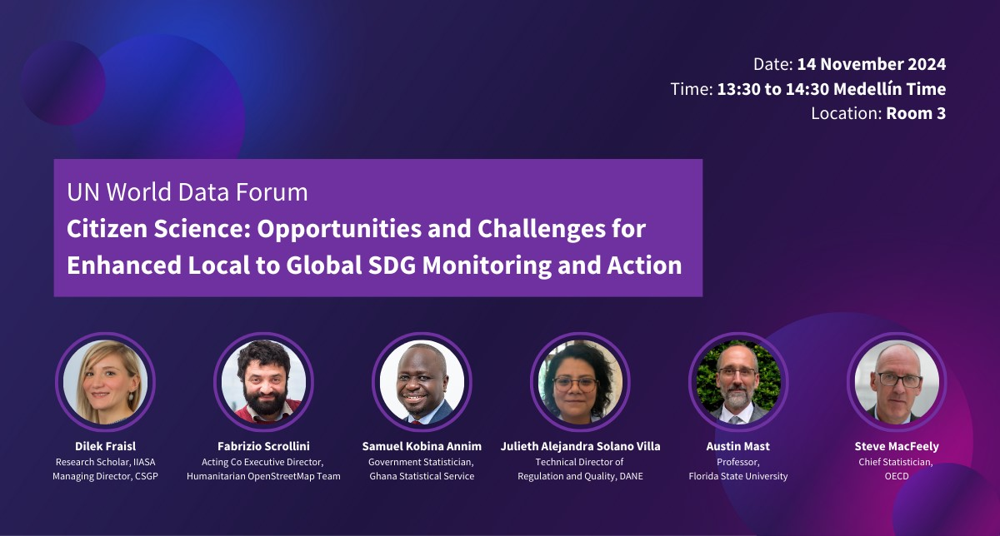 Date: 14 November 2024
Time: 13:30 to 14:30 Medellín Time
Location: Room 3
UN World Data Forum
Citizen Science: Opportunities and Challenges for
Enhanced Local to Global SDG Monitoring and Action
Dilek Fraisl
Research Scholar, IIASA
Managing Director, CSGP
Fabrizio Scrollini
Acting Co Executive Director,
Humanitarian OpenStreetMap Team
Samuel Kobina Annim
Government Statistician,
Ghana Statistical Service
Julieth Alejandra Solano Villa
Technical Director of
Regulation and Quality, DANE
Austin Mast
Professor,
Florida State University
Steve MacFeely
Chief Statistician,
OECD